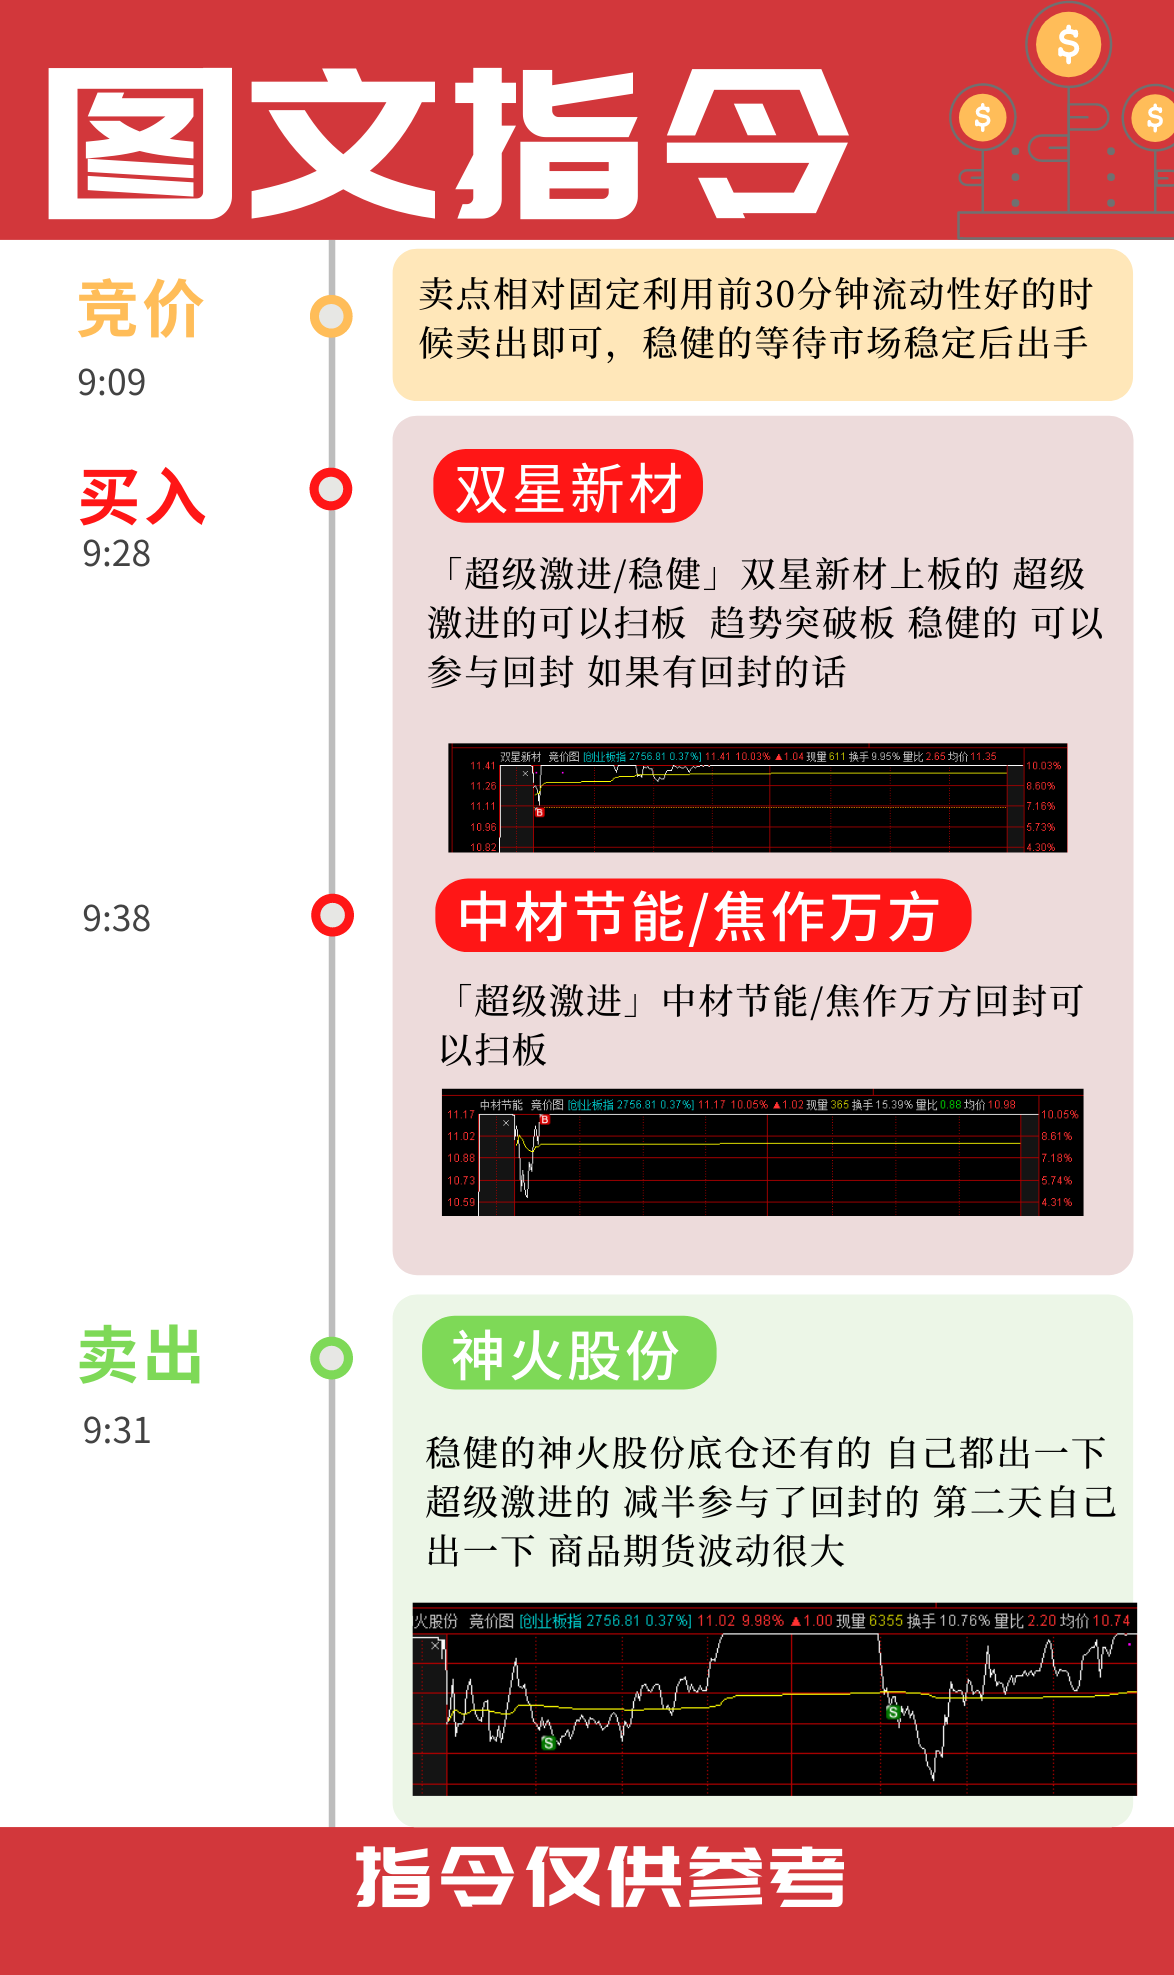 图文指令
竞价
9:09
卖点相对固定利用前30分钟流动性好的时
候卖出即可，稳健的等待市场稳定后出手
买入
9:28
双星新材
「超级激进/稳健」双星新材上板的 超级
激进的可以扫板 趋势突破板 稳健的 可以
参与回封 如果有回封的话
双星新材 竞价图 [创业板指 2756.81 0.37%] 11.41 10.03% ▲1.04 现量 611 换手 9.95% 量比 2.65 均价 11.35
11.41 10.03%
11.26 8.60%
11.11 7.16%
10.96 5.73%
10.82 4.30%
B
9:38
中材节能/焦作万方
「超级激进」中材节能/焦作万方回封可
以扫板
中材节能 竞价图 [创业板指 2756.81 0.37%] 11.17 10.05% ▲1.02 现量 365 换手 15.39% 量比 0.88 均价 10.98
11.17 10.05%
11.02 8.61%
10.88 7.18%
10.73 5.74%
10.59 4.31%
B
卖出
9:31
神火股份
稳健的神火股份底仓还有的 自己都出一下
超级激进的 减半参与了回封的 第二天自己
出一下 商品期货波动很大
火股份 竞价图 [创业板指 2756.81 0.37%] 11.02 9.98% ▲1.00 现量 6355 换手 10.76% 量比 2.20 均价 10.74
S
S
指令仅供参考